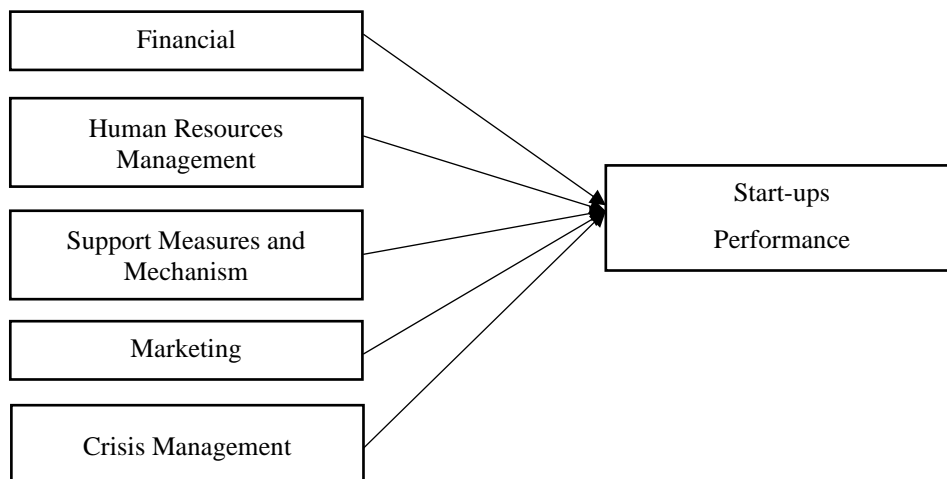 Financial
Human Resources
Management
Support Measures and
Mechanism
Marketing
Crisis Management
Start-ups
Performance